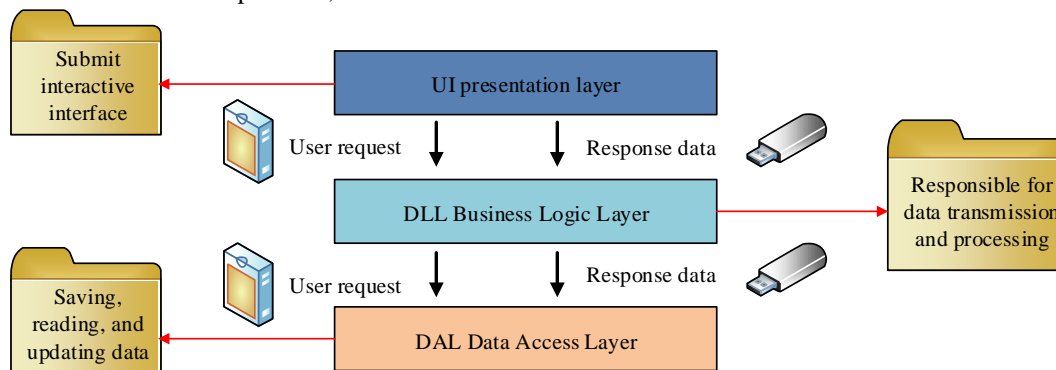 Submit
interactive
interface
UI presentation layer
User request
Response data
DLL Business Logic Layer
Responsible for
data transmission
and processing
User request
Response data
Saving,
reading, and
updating data
DAL Data Access Layer